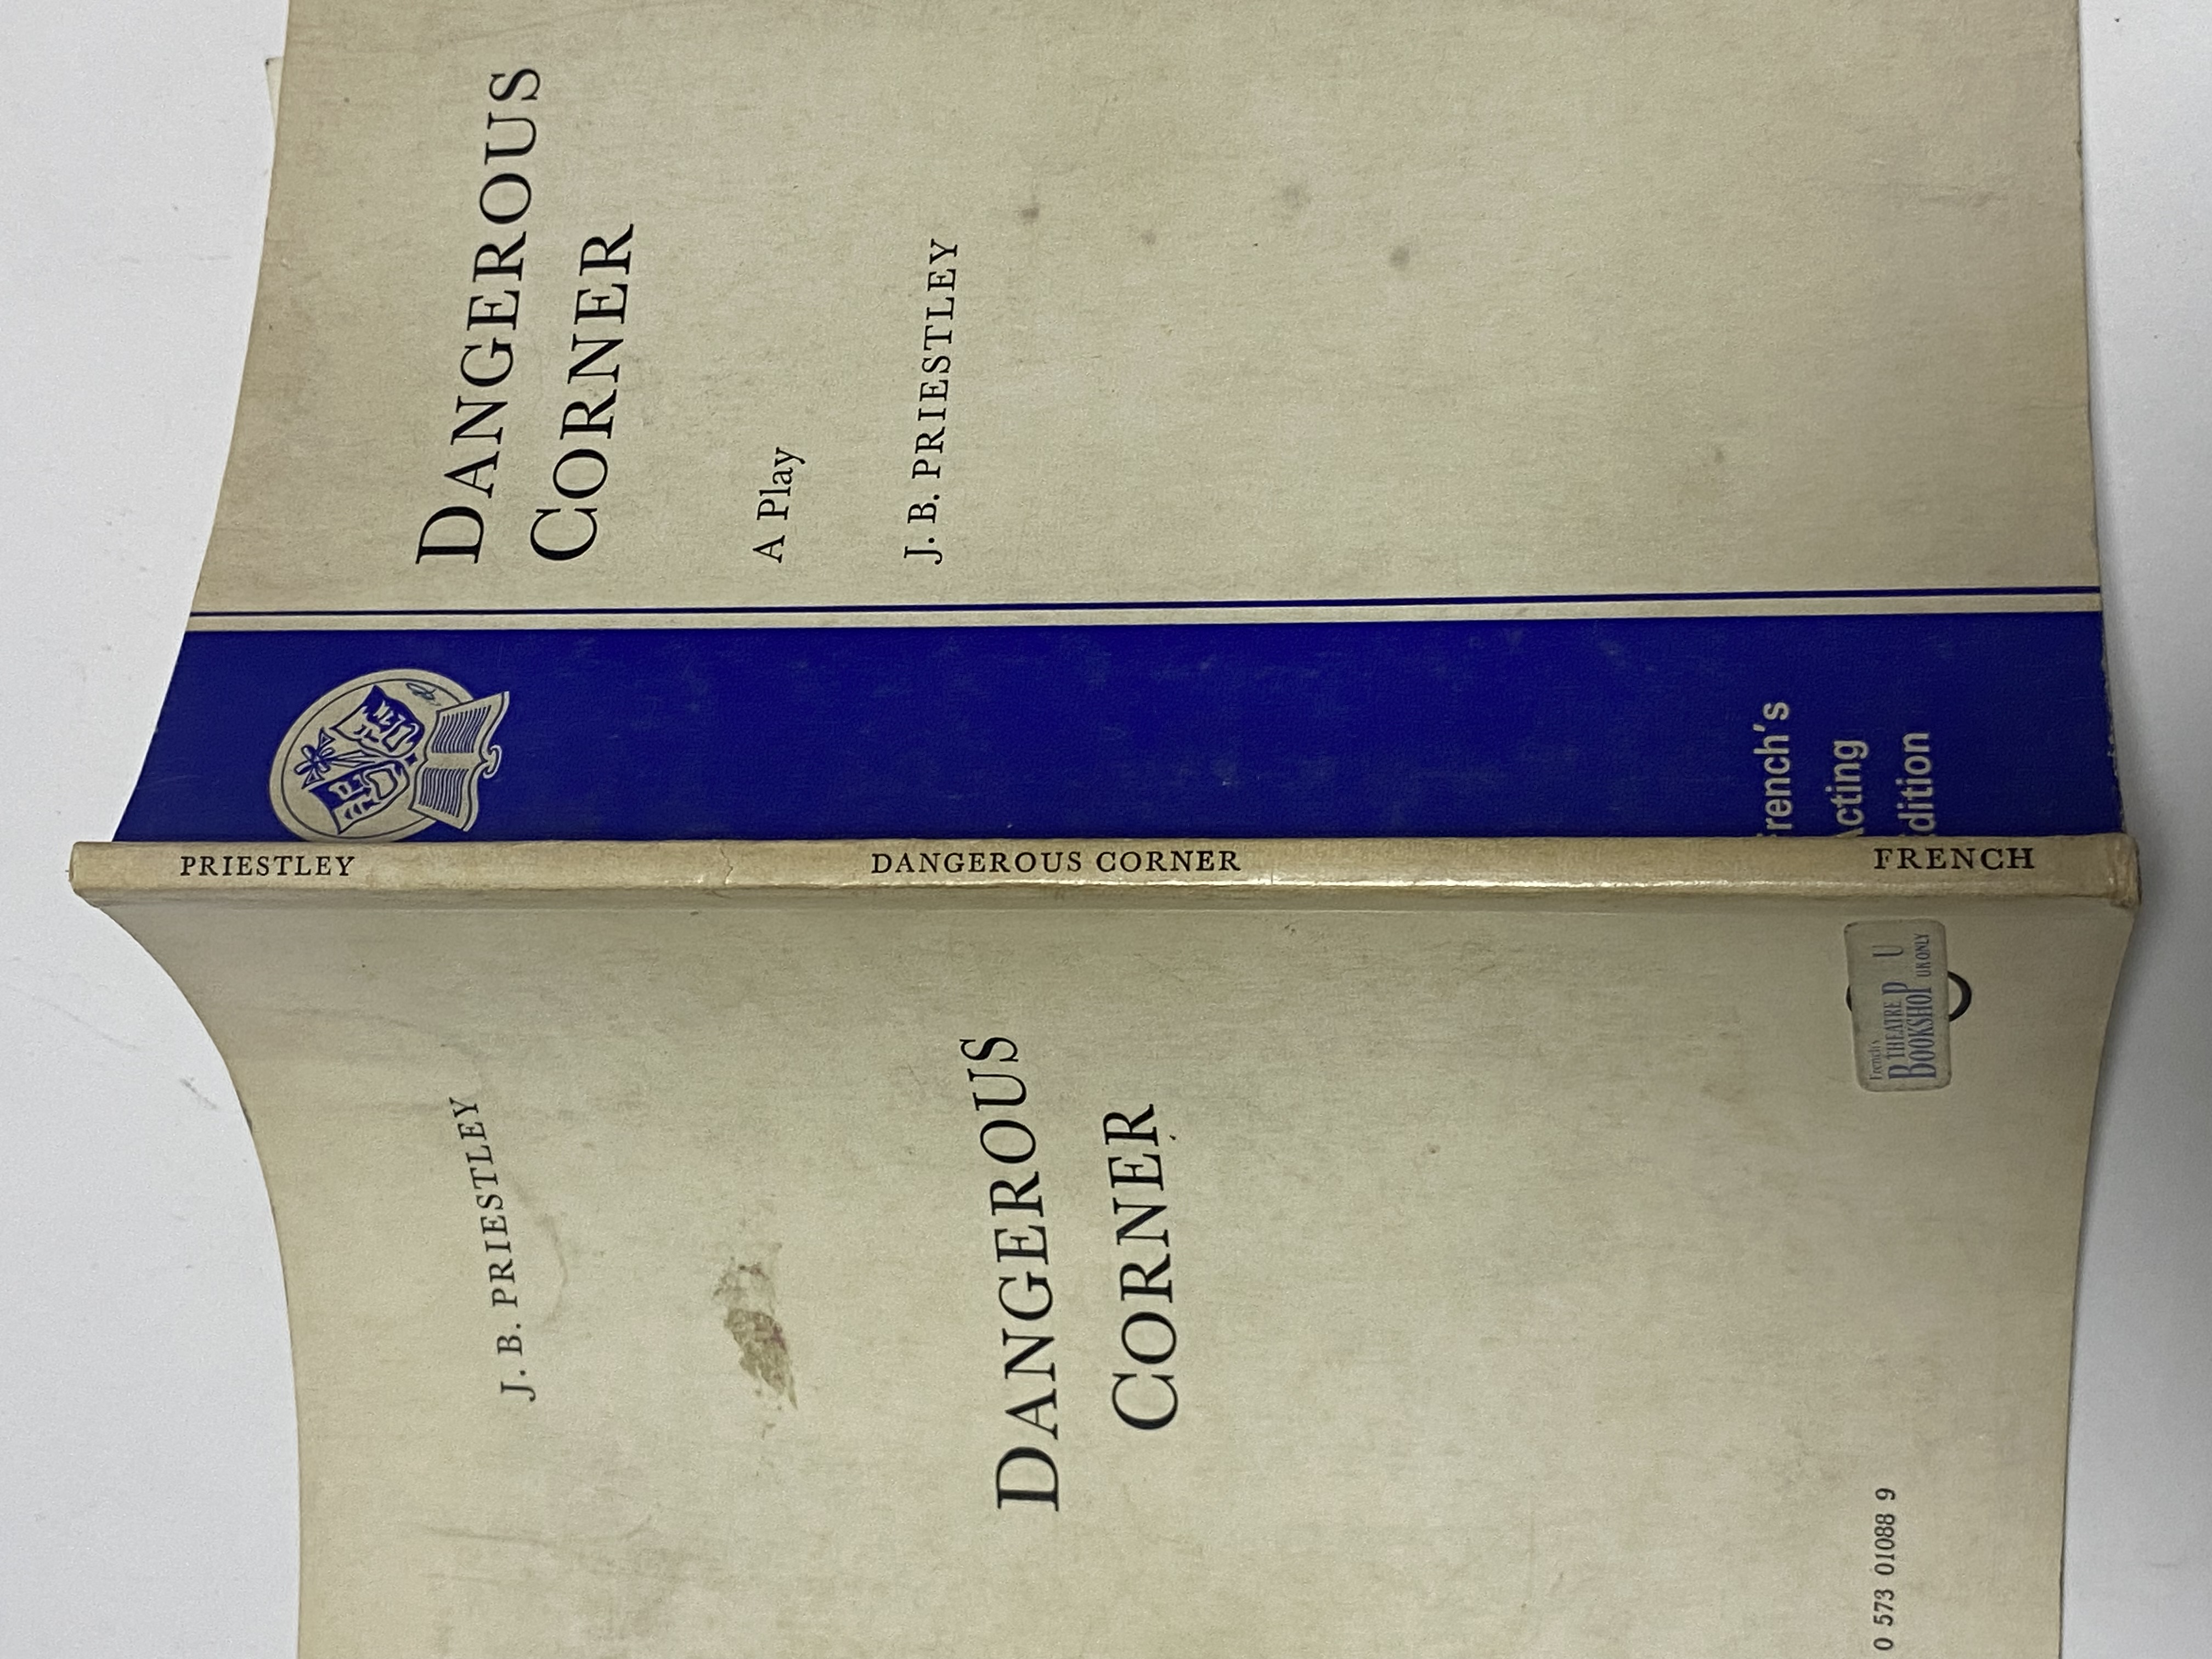 J. B. PRIESTLEY
DANGEROUS
CORNER
0 573 01088 9
French's
THEATRE
BOOKSHOP
U
UK ONLY
PRIESTLEY
DANGEROUS CORNER
FRENCH
DANGEROUS
CORNER
A Play
J. B. PRIESTLEY
French's
Acting
Edition